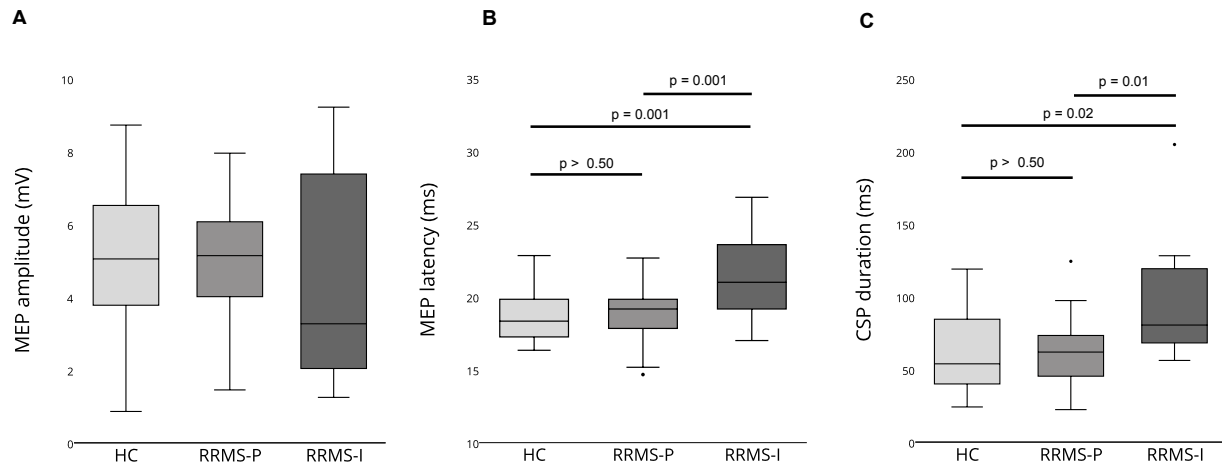 A
MEP amplitude (mV)
10
8
6
4
2
0
HC
RRMS-P
RRMS-I
B
MEP latency (ms)
35
30
25
20
15
10
p = 0.001
p = 0.001
p > 0.50
HC
RRMS-P
RRMS-I
C
CSP duration (ms)
250
200
150
100
50
0
p = 0.01
p = 0.02
p > 0.50
HC
RRMS-P
RRMS-I